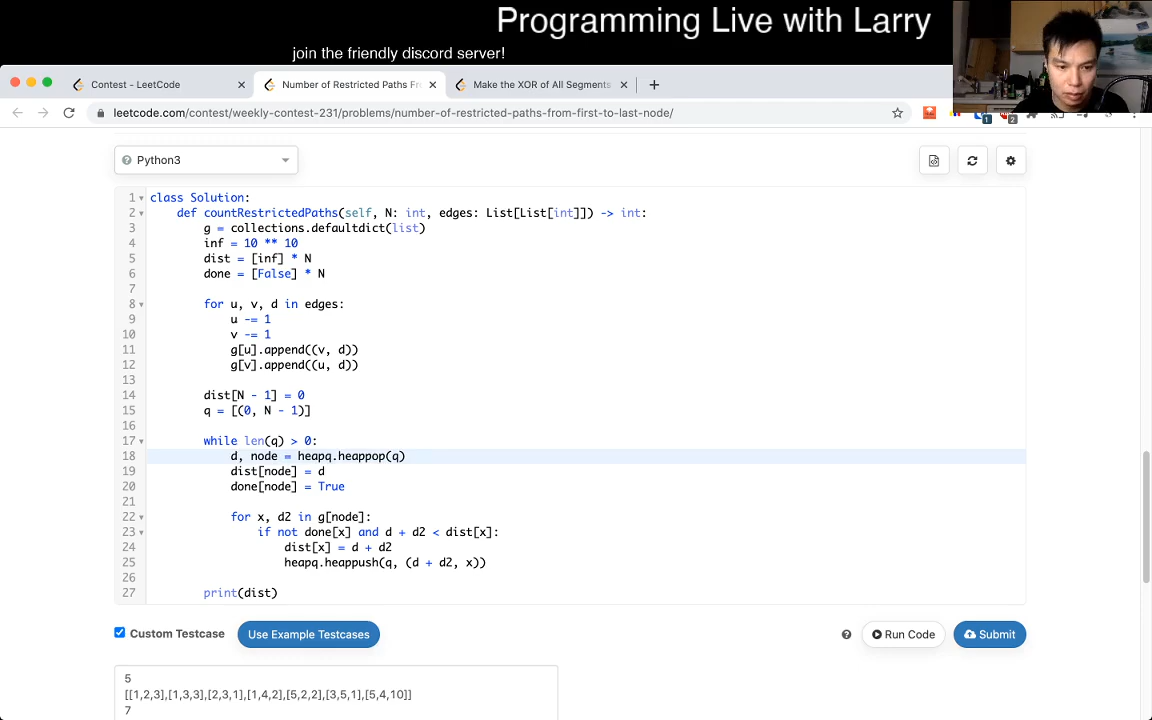 Programming Live with Larry
join the friendly discord server!
Contest - LeetCode
Number of Restricted Paths Fr
Make the XOR of All Segments
leetcode.com/contest/weekly-contest-231/problems/number-of-restricted-paths-from-first-to-last-node/
1
2
Python3
1 class Solution:
2 def countRestrictedPaths(self, N: int, edges: List[List[int]]) -> int:
3 g = collections.defaultdict(list)
4 inf = 10 ** 10
5 dist = [inf] * N
6 done = [False] * N
7
8 for u, v, d in edges:
9 u -= 1
10 v -= 1
11 g[u].append((v, d))
12 g[v].append((u, d))
13
14 dist[N - 1] = 0
15 q = [(0, N - 1)]
16
17 while len(q) > 0:
18 d, node = heapq.heappop(q)
19 dist[node] = d
20 done[node] = True
21
22 for x, d2 in g[node]:
23 if not done[x] and d + d2 < dist[x]:
24 dist[x] = d + d2
25 heapq.heappush(q, (d + d2, x))
26
27 print(dist)
Custom Testcase
Use Example Testcases
Run Code
Submit
5
[[1,2,3],[1,3,3],[2,3,1],[1,4,2],[5,2,2],[3,5,1],[5,4,10]]
7